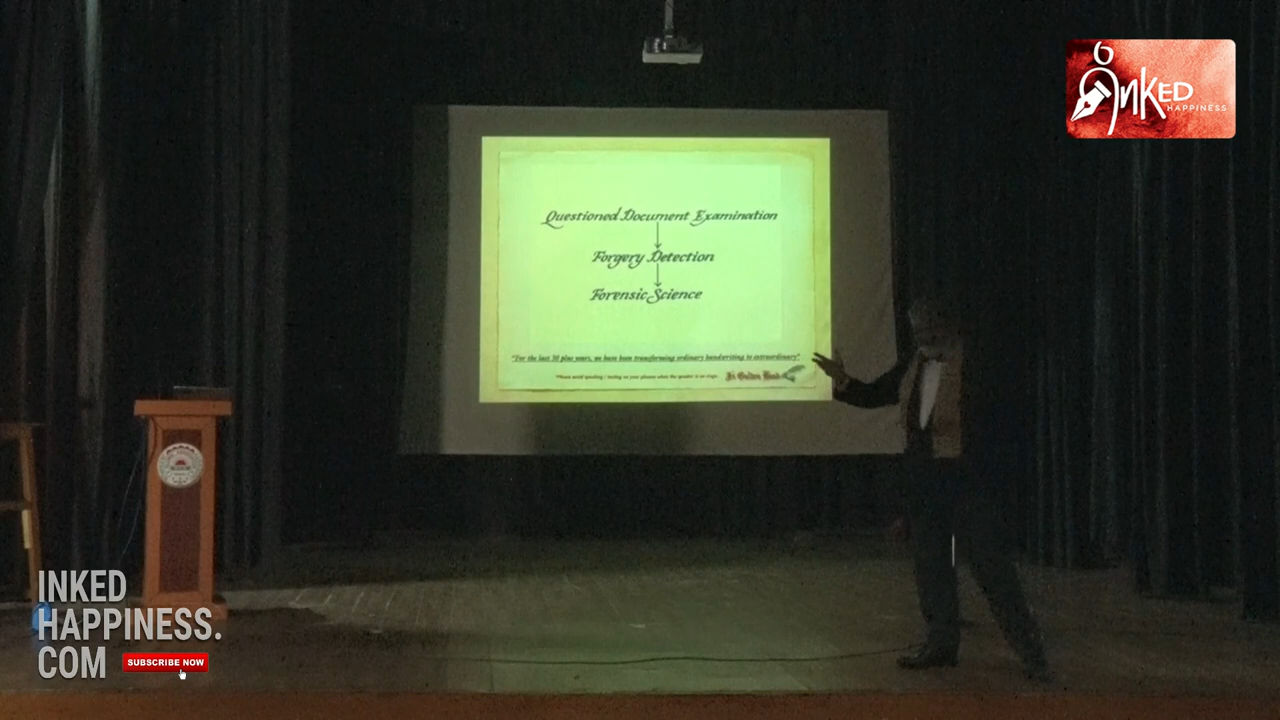 INKED
HAPPINESS
Questioned Document Examination
Forgery Detection
Forensic Science
"For the last 30 plus years, we have been transforming ordinary handwriting to extraordinary"
INKED
HAPPINESS.
COM
SUBSCRIBE NOW